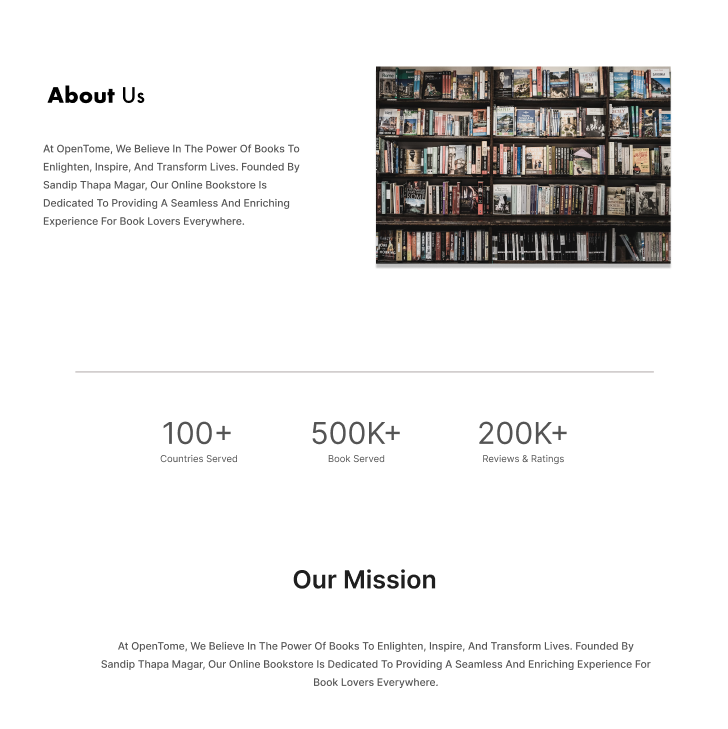 About Us
At OpenTome, We Believe In The Power Of Books To
Enlighten, Inspire, And Transform Lives. Founded By
Sandip Thapa Magar, Our Online Bookstore Is
Dedicated To Providing A Seamless And Enriching
Experience For Book Lovers Everywhere.
100+
Countries Served
500K+
Book Served
200K+
Reviews & Ratings
Our Mission
At OpenTome, We Believe In The Power Of Books To Enlighten, Inspire, And Transform Lives. Founded By
Sandip Thapa Magar, Our Online Bookstore Is Dedicated To Providing A Seamless And Enriching Experience For
Book Lovers Everywhere.